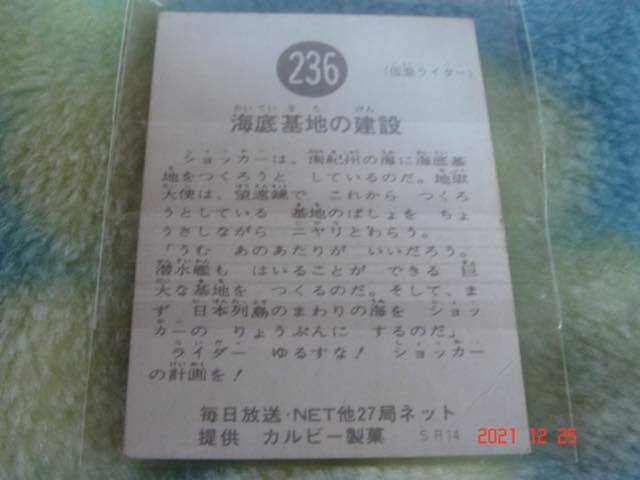 236
(仮面ライダー)
海底基地の建設
ショッカーは、南紀州の海に海底基
地をつくろうと しているのだ。地獄
大使は、望遠鏡で これから つくろ
うとしている 基地のばしょを ちょ
うさしながら ニヤリとわらう。
「うむ あのあたりが いいだろう。
潜水艦も はいることが できる 巨
大な基地を つくるのだ。そして、ま
ず 日本列島のまわりの海を ショッ
カーの りょうぶんに するのだ」
ライダー ゆるすな! ショッカー
の計画を!
毎日放送・NET他27局ネット
提供 カルビー製菓 SR14
2021 12 25